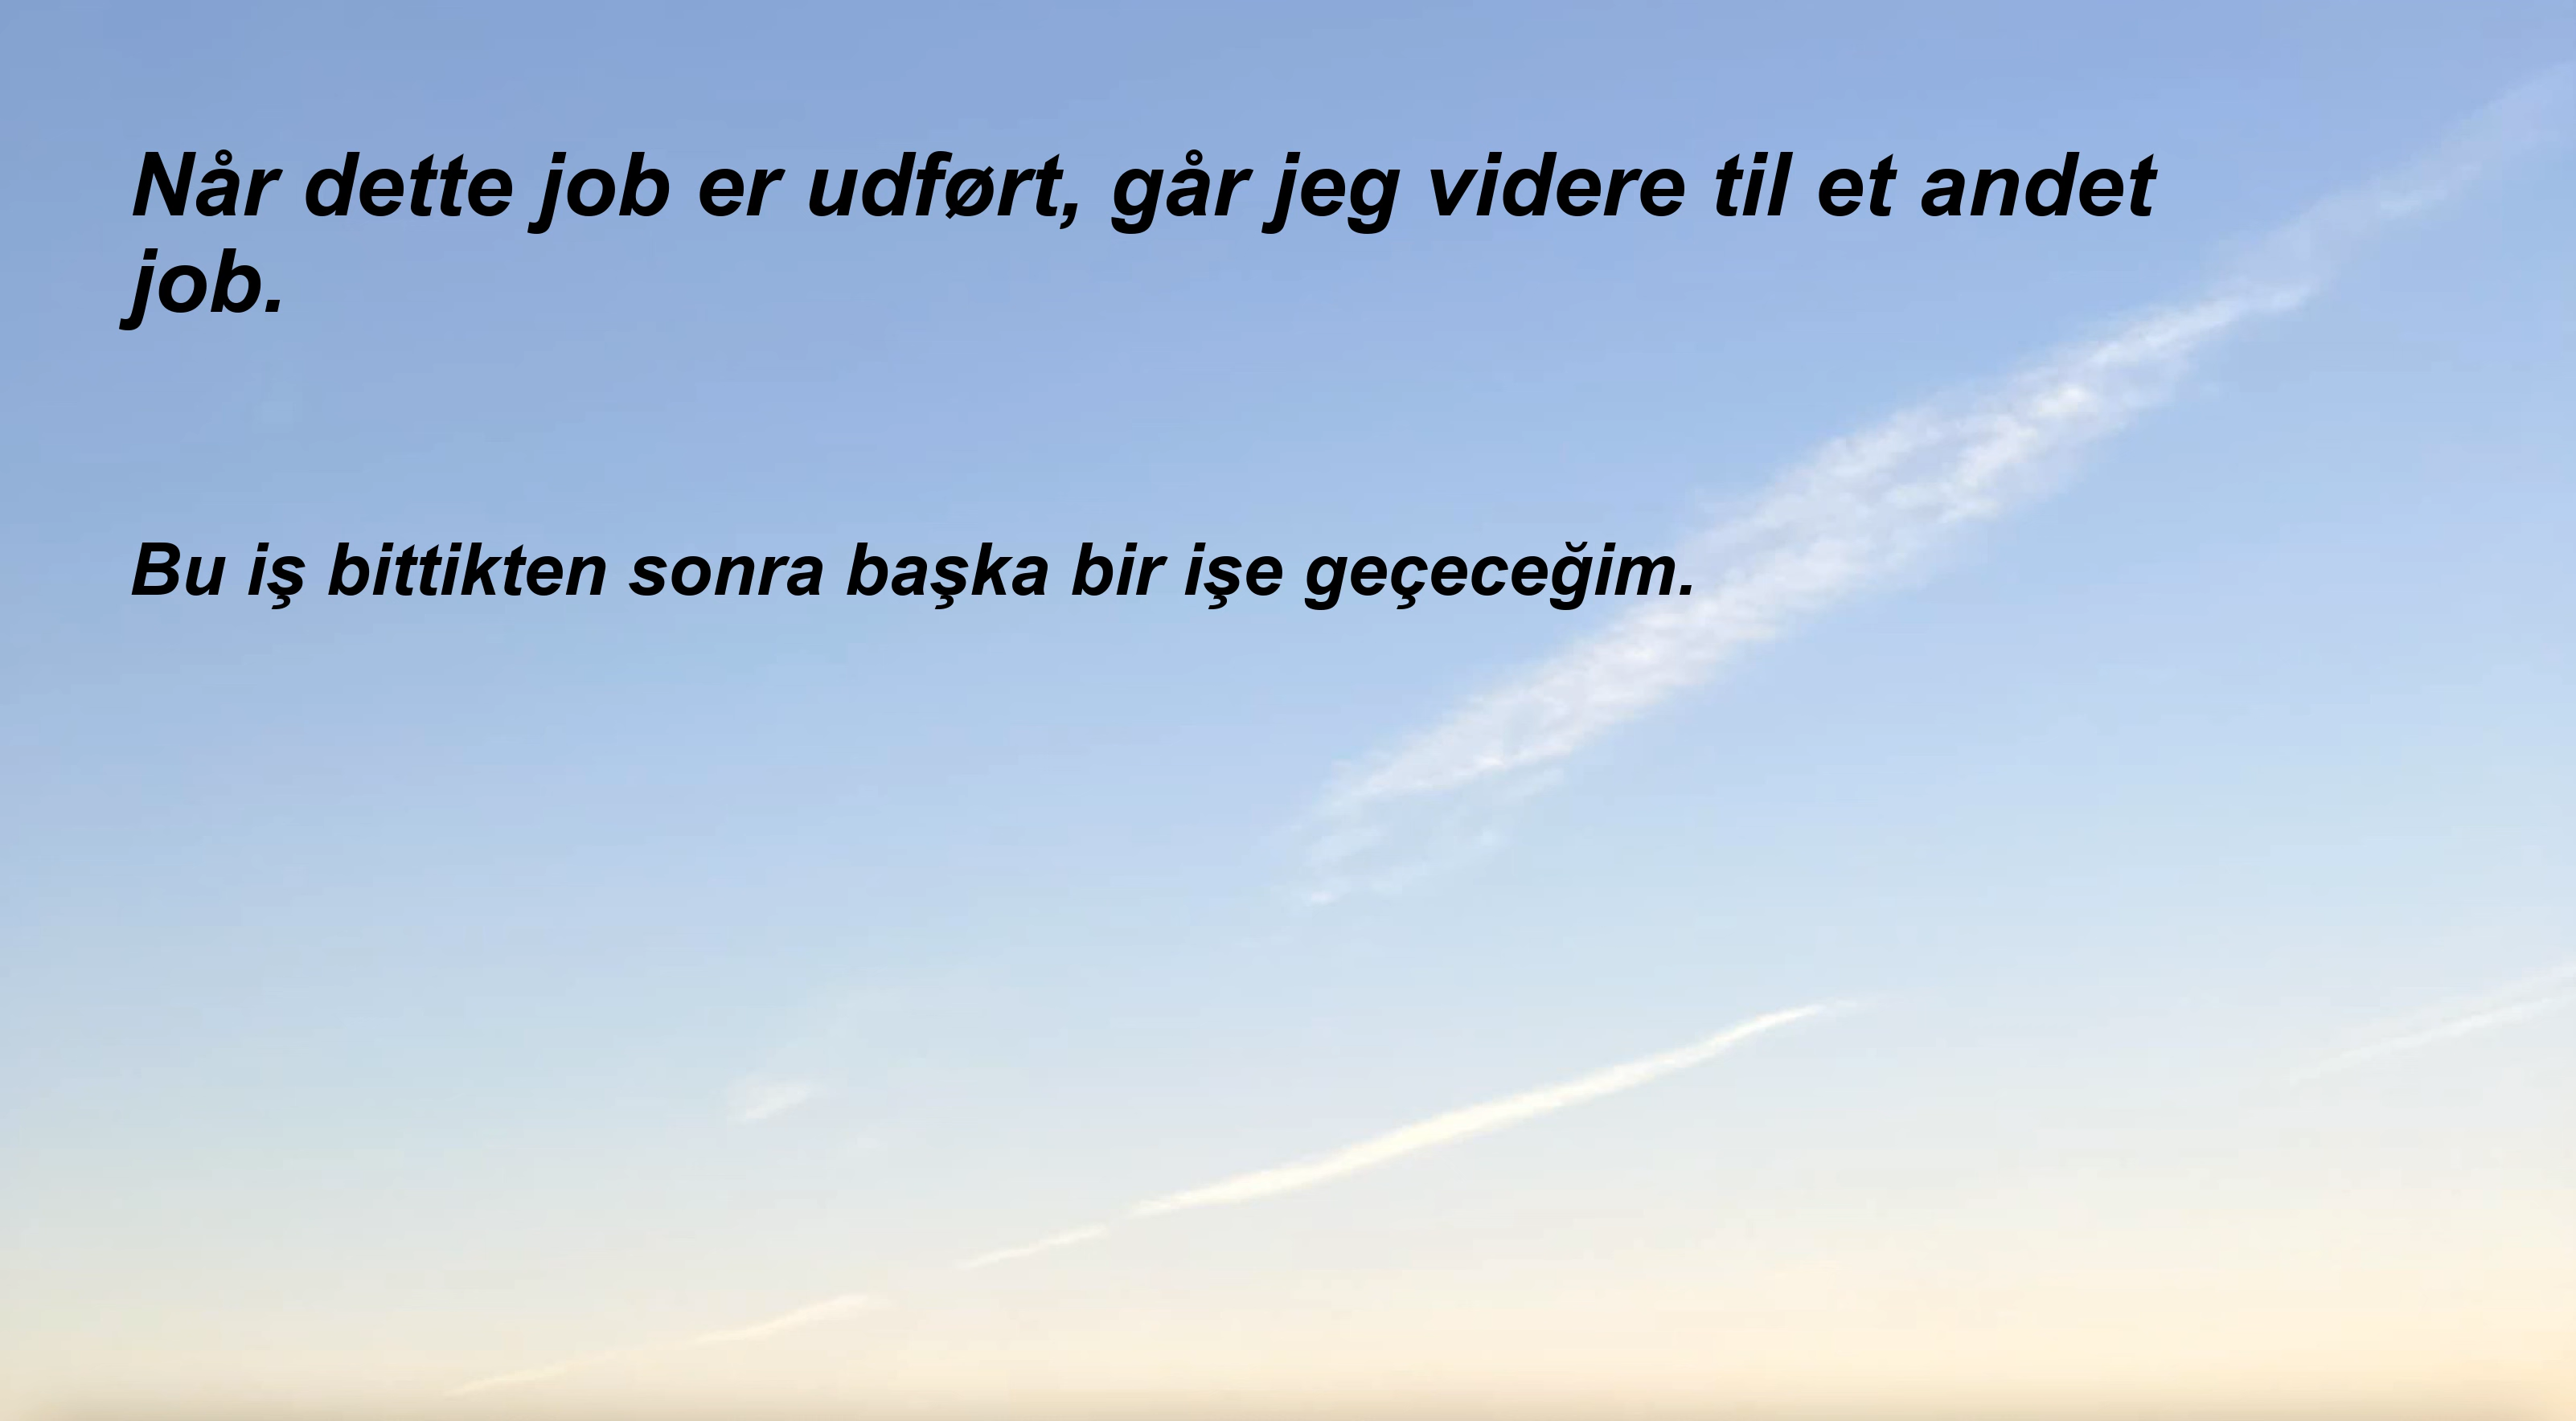 Når dette job er udført, går jeg videre til et andet
job.
Bu iş bittikten sonra başka bir işe geçeceğim.